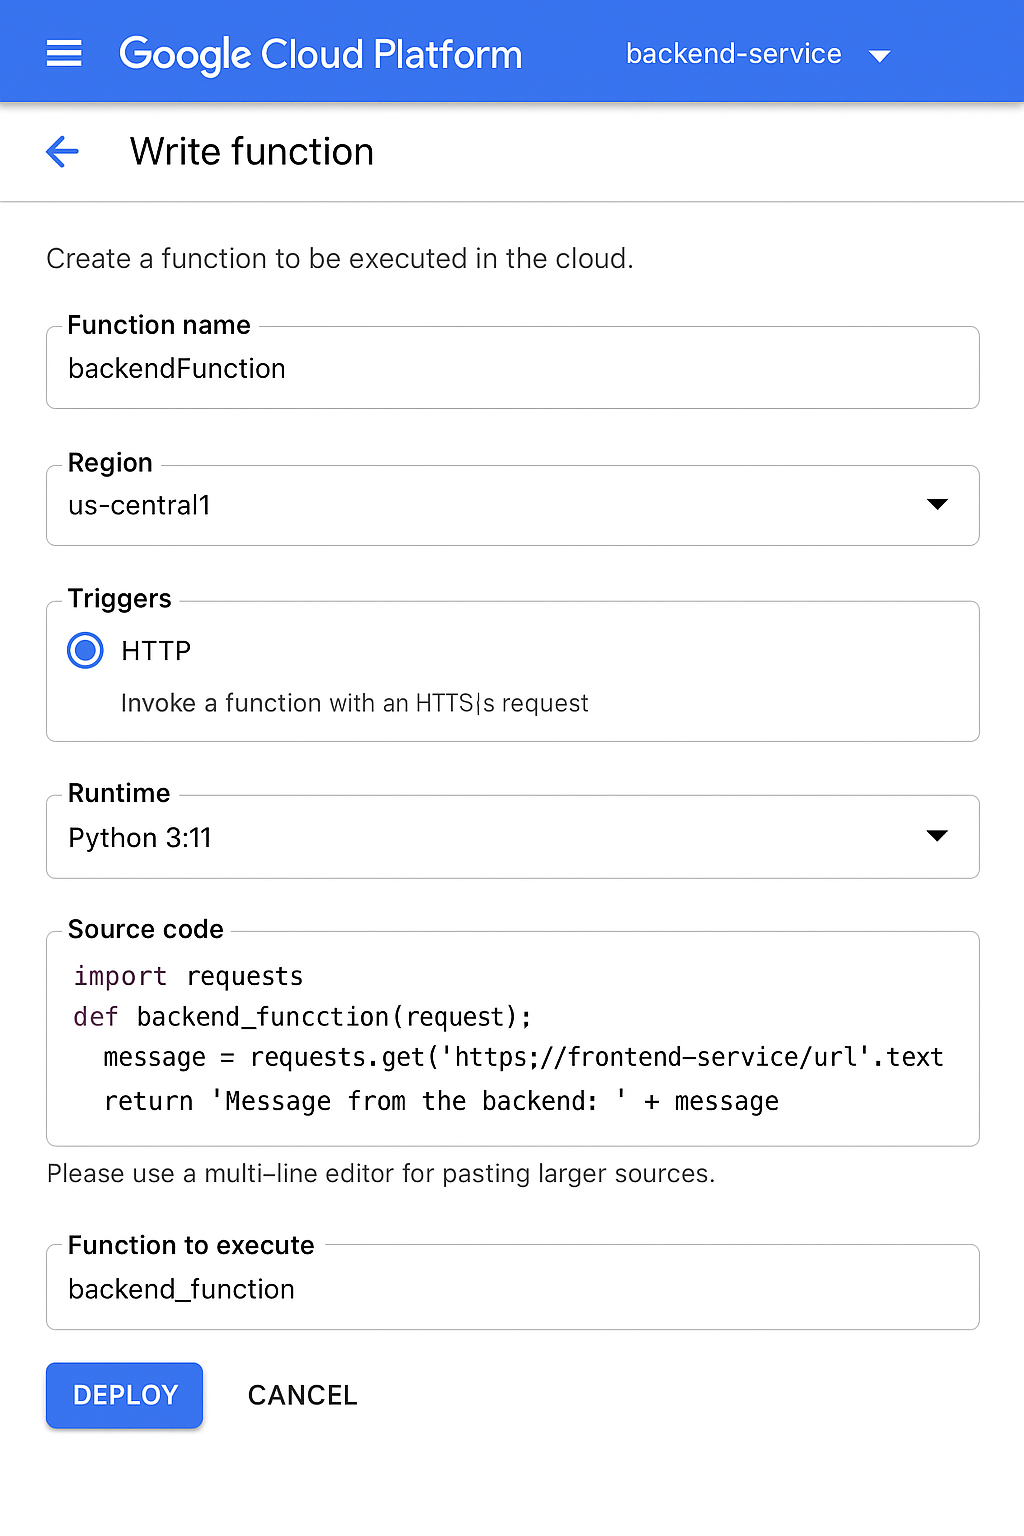 Google Cloud Platform backend-service
Write function
Create a function to be executed in the cloud.
Function name
backendFunction
Region
us-central1
Triggers
HTTP
Invoke a function with an HTTS|s request
Runtime
Python 3:11
Source code
import requests
def backend_funcction(request);
message = requests.get('https;//frontend–service/url'.text
return 'Message from the backend: ' + message
Please use a multi–line editor for pasting larger sources.
Function to execute
backend_function
DEPLOY CANCEL